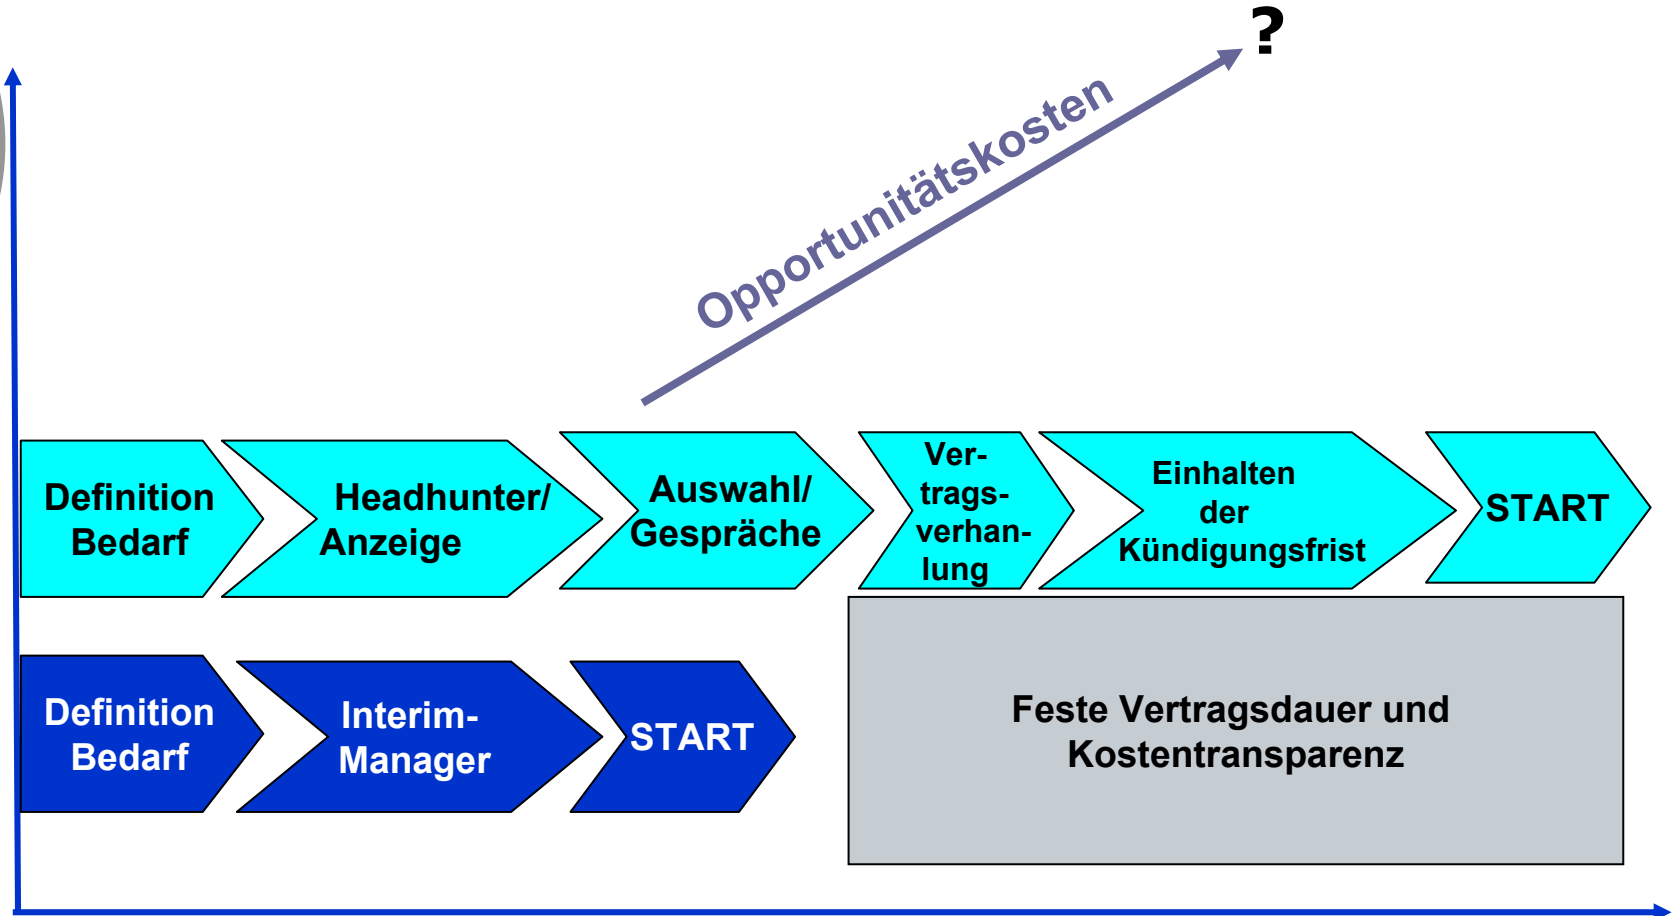 ?
Opportunitätskosten
Definition
Bedarf
Headhunter/
Anzeige
Auswahl/
Gespräche
Ver-
trags-
verhan-
lung
Einhalten
der
Kündigungsfrist
START
Definition
Bedarf
Interim-
Manager
START
Feste Vertragsdauer und
Kostentransparenz